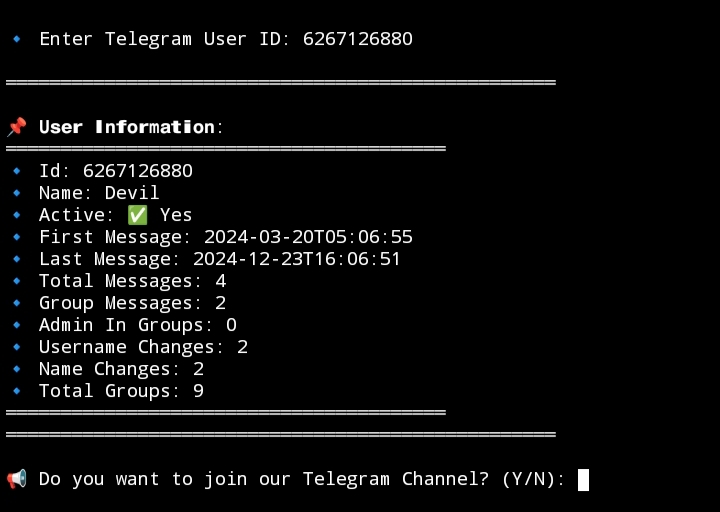 🔹 Enter Telegram User ID: 6267126880
══════════════════════════════════════════════════
📌 User Information:
════════════════════════════════════════
🔹 Id: 6267126880
🔹 Name: Devil
🔹 Active: ✅ Yes
🔹 First Message: 2024-03-20T05:06:55
🔹 Last Message: 2024-12-23T16:06:51
🔹 Total Messages: 4
🔹 Group Messages: 2
🔹 Admin In Groups: 0
🔹 Username Changes: 2
🔹 Name Changes: 2
🔹 Total Groups: 9
════════════════════════════════════════
══════════════════════════════════════════════════
📢 Do you want to join our Telegram Channel? (Y/N):